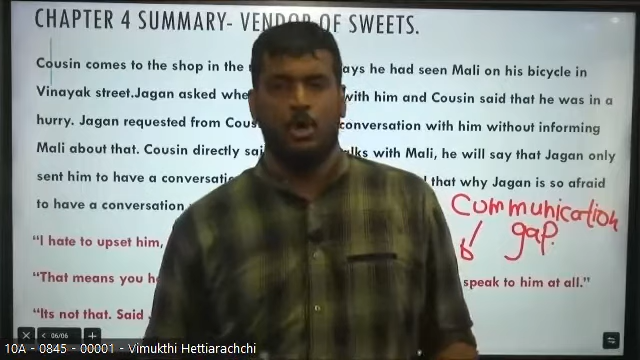 CHAPTER 4 SUMMARY- VENDOR OF SWEETS.
Cousin comes to the shop in the ays he had seen Mali on his bicycle in
Vinayak street.Jagan asked whe with him and Cousin said that he was in a
hurry. Jagan requested from Cous conversation with him without informing
Mali about that. Cousin directly sai alks with Mali, he will say that Jagan only
sent him to have a conversatio that why Jagan is so afraid
to have a conversation
communication
gap.
"I hate to upset him,
"That means you h speak to him at all."
"Its not that. Said
06/06
10A - 0845 - 00001 - Vimukthi Hettiarachchi